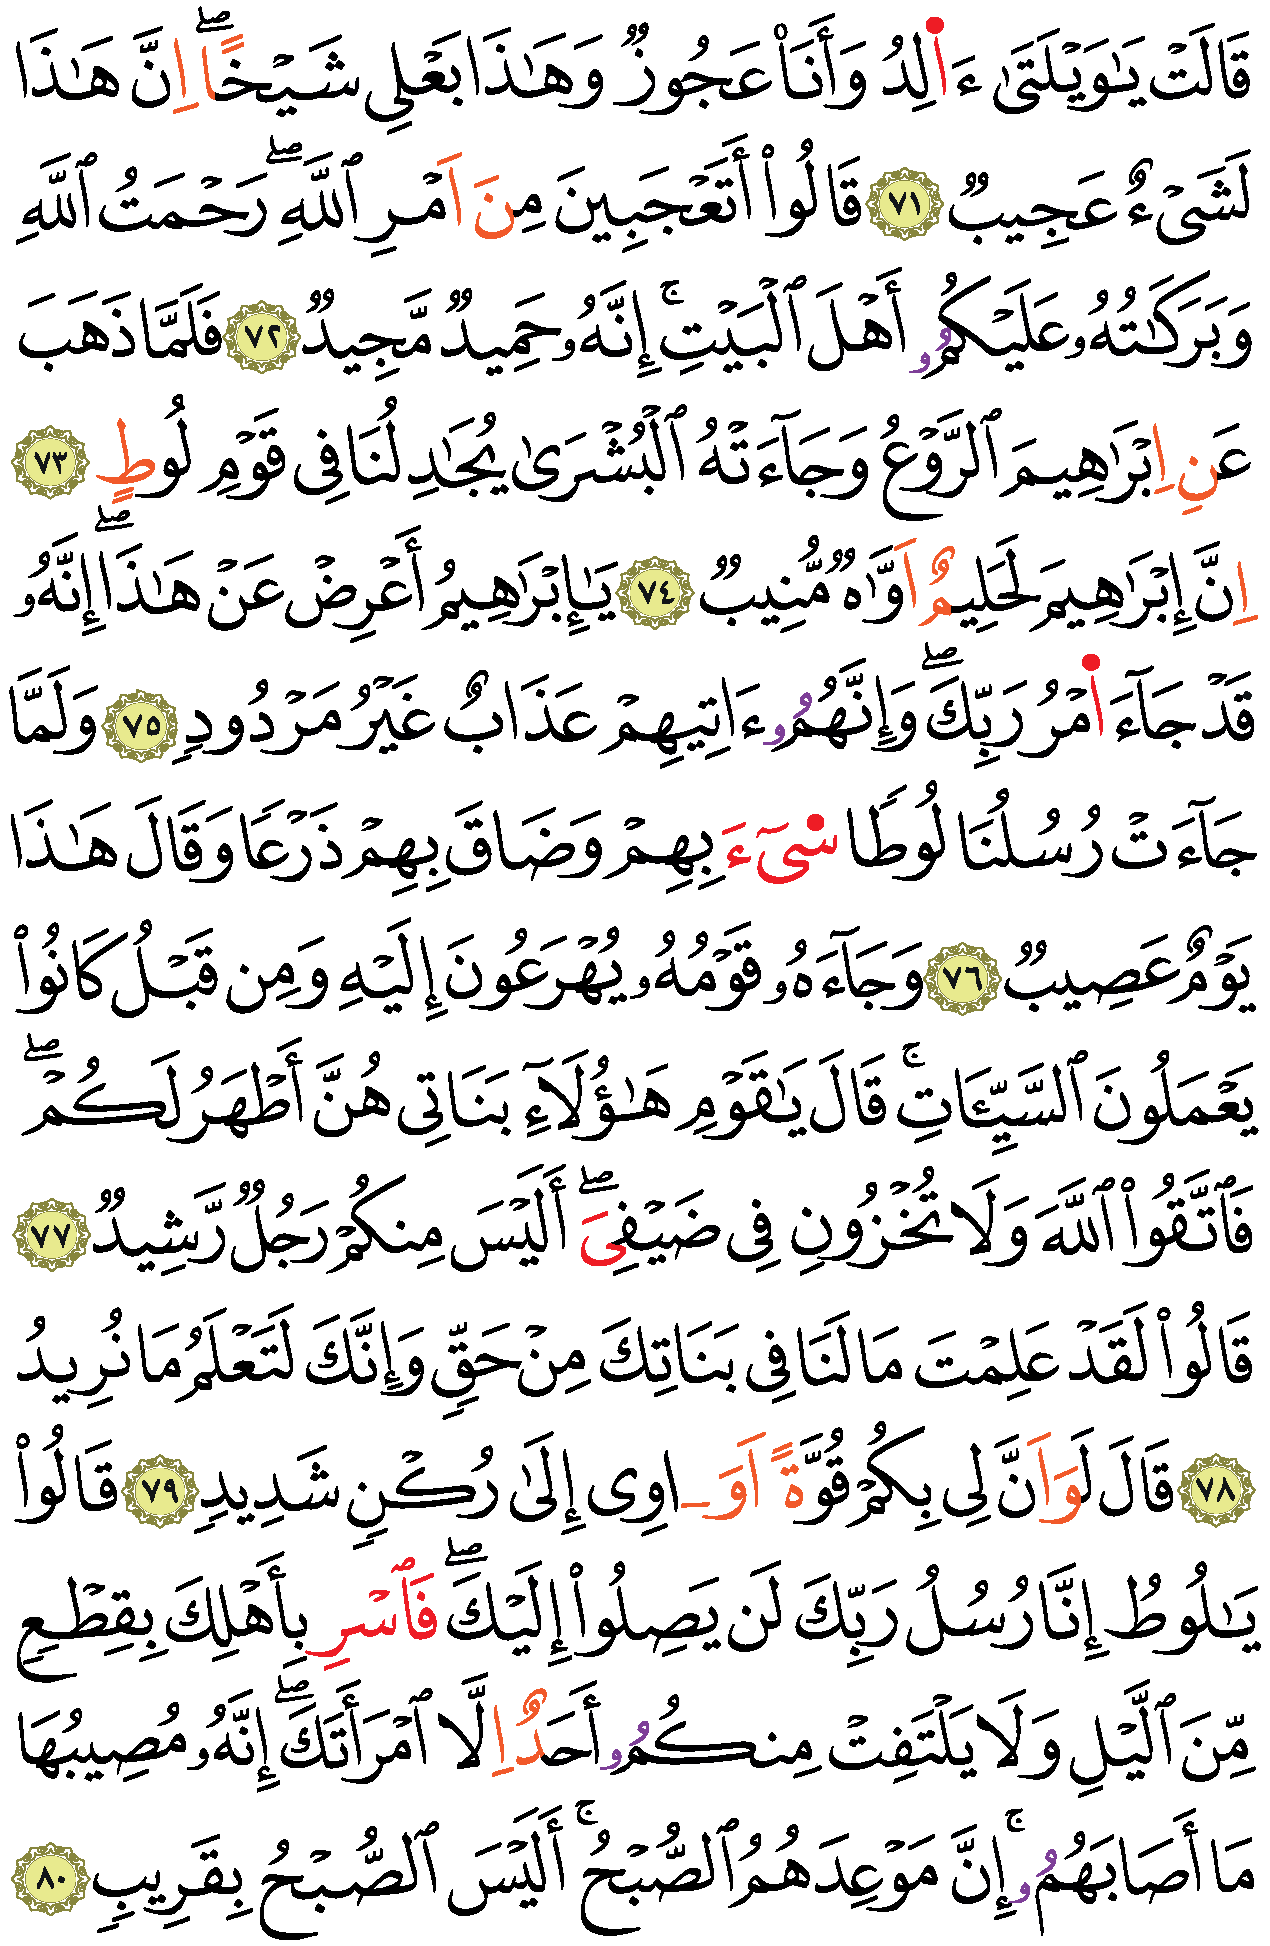 قَالَتْ يَـٰوَيْلَتَىٰ ءَا۬لِدُ وَأَنَا۠ عَجُوزٌ وَهَـٰذَا بَعْلِى شَيْخًاۖ اِنَّ هَـٰذَا
لَشَىْءٌ عَجِيبٌ ٧١ قَالُوٓا۟ أَتَعْجَبِينَ مِنَ اَمْرِ ٱللَّهِۖ رَحْمَتُ ٱللَّهِ
وَبَرَكَـٰتُهُۥ عَلَيْكُمُۥ أَهْلَ ٱلْبَيْتِۚ إِنَّهُۥ حَمِيدٌ مَّجِيدٌ ٧٢ فَلَمَّا ذَهَبَ
عَنِ اِبْرَٰهِيمَ ٱلرَّوْعُ وَجَآءَتْهُ ٱلْبُشْرَىٰ يُجَـٰدِلُنَا فِى قَوْمِ لُوطٍ ٧٣
اِنَّ إِبْرَٰهِيمَ لَحَلِيمٌ اَوَّٰهٌ مُّنِيبٌ ٧٤ يَـٰإِبْرَٰهِيمُ أَعْرِضْ عَنْ هَـٰذَاۖ إِنَّهُۥ
قَدْ جَآءَ ا۬مْرُ رَبِّكَۖ وَإِنَّهُمُۥ ءَاتِيهِمْ عَذَابٌ غَيْرُ مَرْدُودٍ ٧٥ وَلَمَّا
جَآءَتْ رُسُلُنَا لُوطًا سِىٓءَ بِهِمْ وَضَاقَ بِهِمْ ذَرْعًا وَقَالَ هَـٰذَا
يَوْمٌ عَصِيبٌ ٧٦ وَجَآءَهُۥ قَوْمُهُۥ يُهْرَعُونَ إِلَيْهِ وَمِن قَبْلُ كَانُوا۟
يَعْمَلُونَ ٱلسَّيِّـَٔاتِۚ قَالَ يَـٰقَوْمِ هَـٰؤُلَآءِ بَنَاتِى هُنَّ أَطْهَرُ لَكُمْۖ
فَٱتَّقُوا۟ ٱللَّهَ وَلَا تُخْزُونِ فِى ضَيْفِىَۖ أَلَيْسَ مِنكُمْ رَجُلٌ رَّشِيدٌ ٧٧
قَالُوا۟ لَقَدْ عَلِمْتَ مَا لَنَا فِى بَنَاتِكَ مِنْ حَقٍّ وَإِنَّكَ لَتَعْلَمُ مَا نُرِيدُ
٧٨ قَالَ لَوَ اَنَّ لِى بِكُمْ قُوَّةً اَوَ ـاوِى إِلَىٰ رُكْنٍ شَدِيدٍ ٧٩ قَالُوا۟
يَـٰلُوطُ إِنَّا رُسُلُ رَبِّكَ لَن يَصِلُوٓا۟ إِلَيْكَۖ فَٱسْرِ بِأَهْلِكَ بِقِطْعٍ
مِّنَ ٱللَّيْلِ وَلَا يَلْتَفِتْ مِنكُمُۥ أَحَدٌ اِلَّا ٱمْرَأَتَكَۖ إِنَّهُۥ مُصِيبُهَا
مَا أَصَابَهُمُۥۚ إِنَّ مَوْعِدَهُمُ ٱلصُّبْحُۚ أَلَيْسَ ٱلصُّبْحُ بِقَرِيبٍ ٨٠